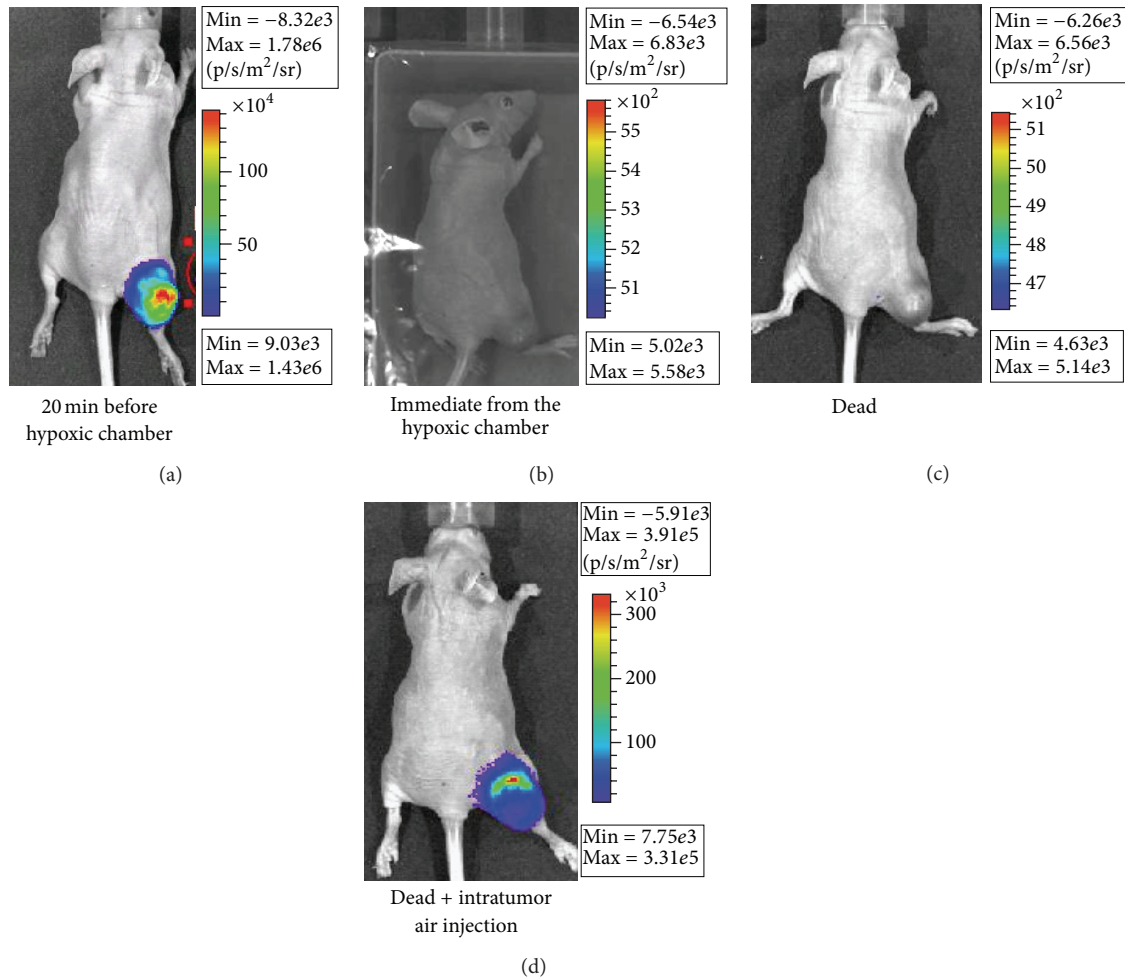 Min = −8.32e3
Max = 1.78e6
(p/s/m²/sr)
×10⁴
100
50
Min = 9.03e3
Max = 1.43e6
20 min before
hypoxic chamber
(a)
Min = −6.54e3
Max = 6.83e3
(p/s/m²/sr)
×10²
55
54
53
52
51
Min = 5.02e3
Max = 5.58e3
Immediate from the
hypoxic chamber
(b)
Min = −6.26e3
Max = 6.56e3
(p/s/m²/sr)
×10²
51
50
49
48
47
Min = 4.63e3
Max = 5.14e3
Dead
(c)
Min = −5.91e3
Max = 3.91e5
(p/s/m²/sr)
×10³
300
200
100
Min = 7.75e3
Max = 3.31e5
Dead + intratumor
air injection
(d)